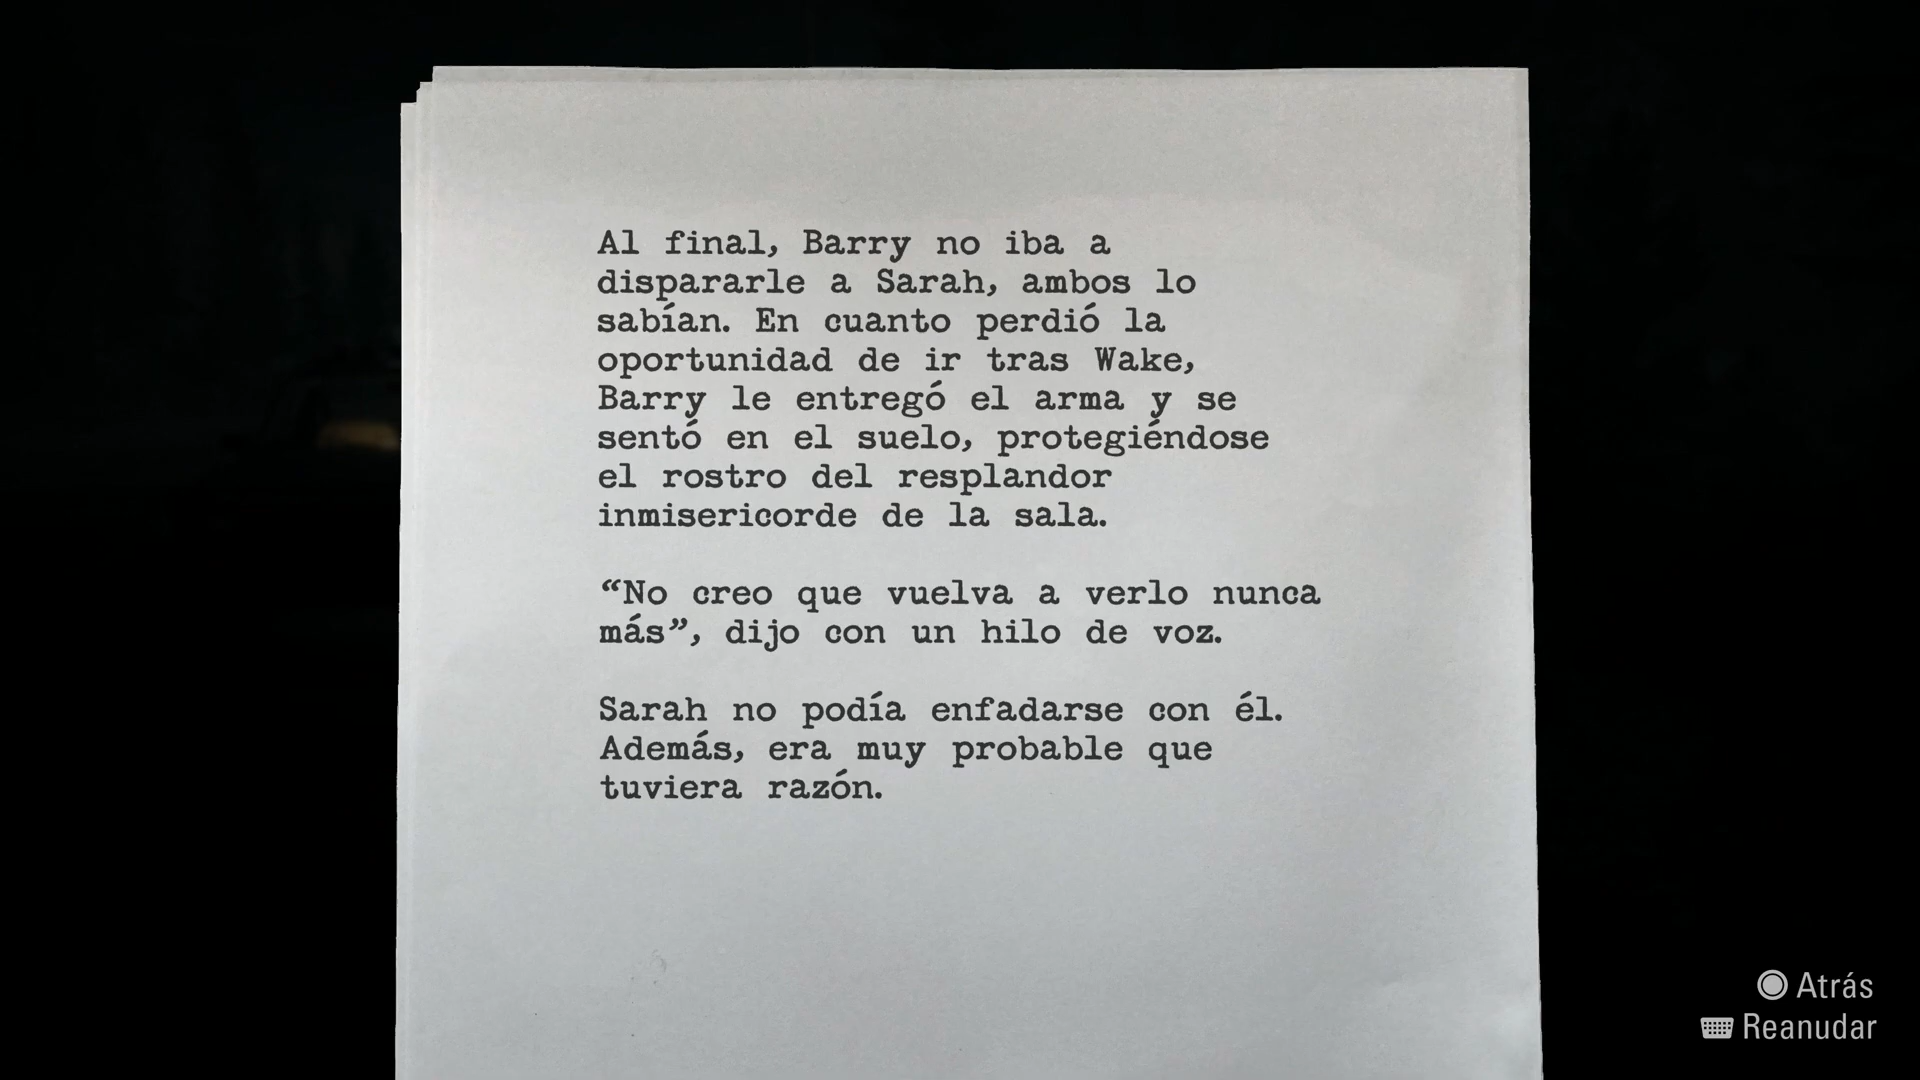 Al final, Barry no iba a
dispararle a Sarah, ambos lo
sabían. En cuanto perdió la
oportunidad de ir tras Wake,
Barry le entregó el arma y se
sentó en el suelo, protegiéndose
el rostro del resplandor
inmisericorde de la sala.
“No creo que vuelva a verlo nunca
más”, dijo con un hilo de voz.
Sarah no podía enfadarse con él.
Además, era muy probable que
tuviera razón.
Atrás
Reanudar